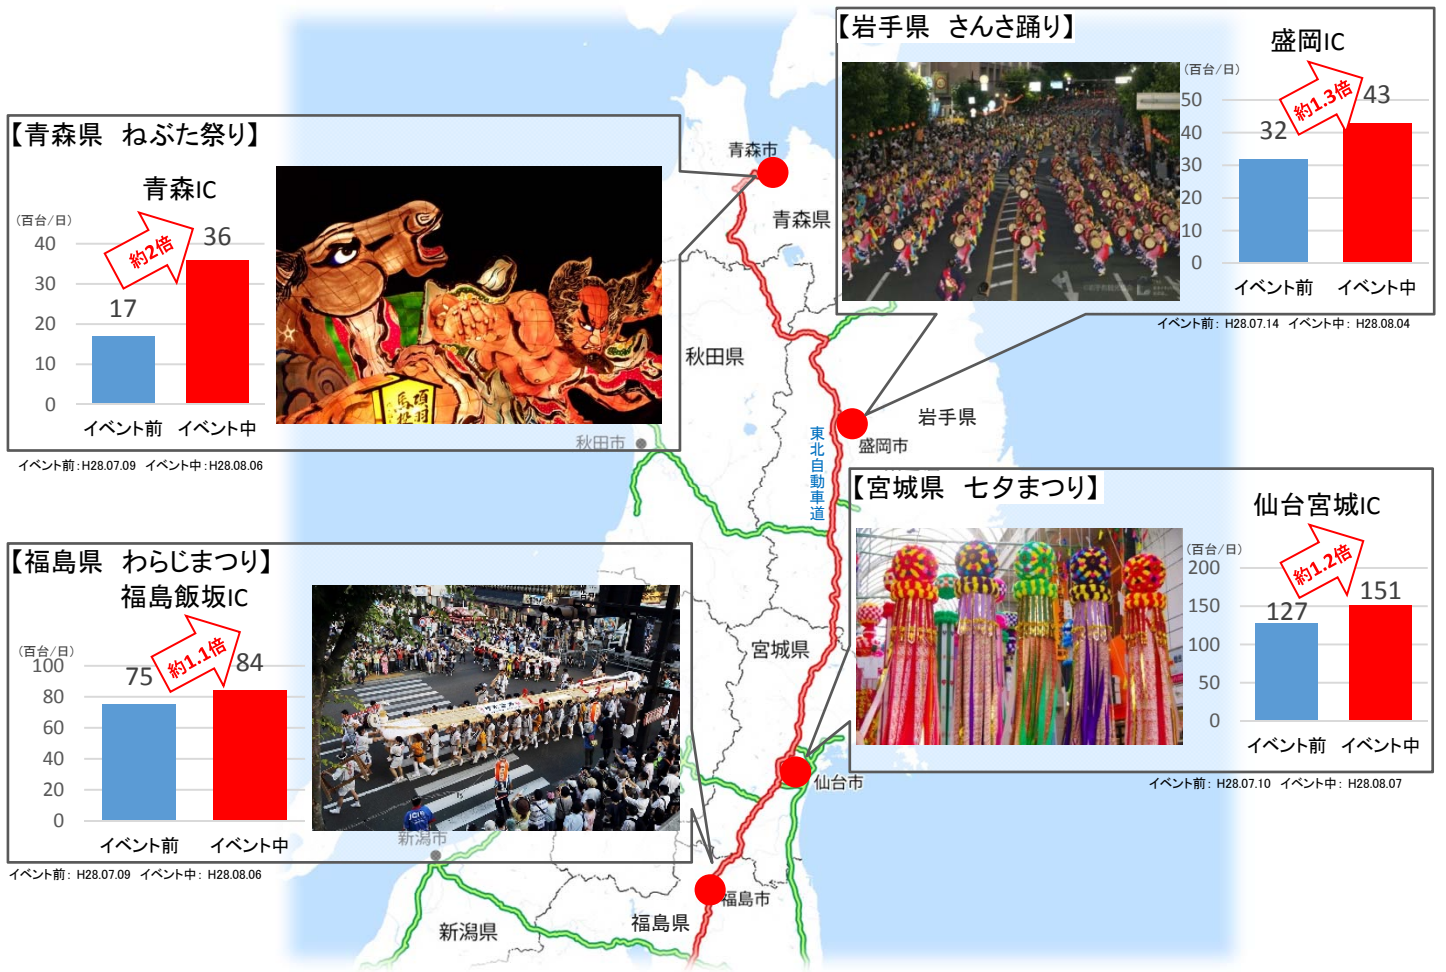 【青森県　ねぶた祭り】
青森IC
(百台/日)
約2倍
40
30
20
10
0
17
36
イベント前
イベント中
イベント前：H28.07.09　イベント中：H28.08.06
【岩手県　さんさ踊り】
盛岡IC
(百台/日)
約1.3倍
50
40
30
20
10
0
32
43
イベント前
イベント中
イベント前： H28.07.14　イベント中： H28.08.04
【福島県　わらじまつり】
福島飯坂IC
(百台/日)
約1.1倍
100
80
60
40
20
0
75
84
イベント前
イベント中
イベント前： H28.07.09　イベント中： H28.08.06
【宮城県　七夕まつり】
仙台宮城IC
(百台/日)
約1.2倍
200
150
100
50
0
127
151
イベント前
イベント中
イベント前： H28.07.10　イベント中： H28.08.07
青森市
青森県
秋田県
秋田市
岩手県
盛岡市
東北自動車道
宮城県
仙台市
新潟市
新潟県
福島県
福島市